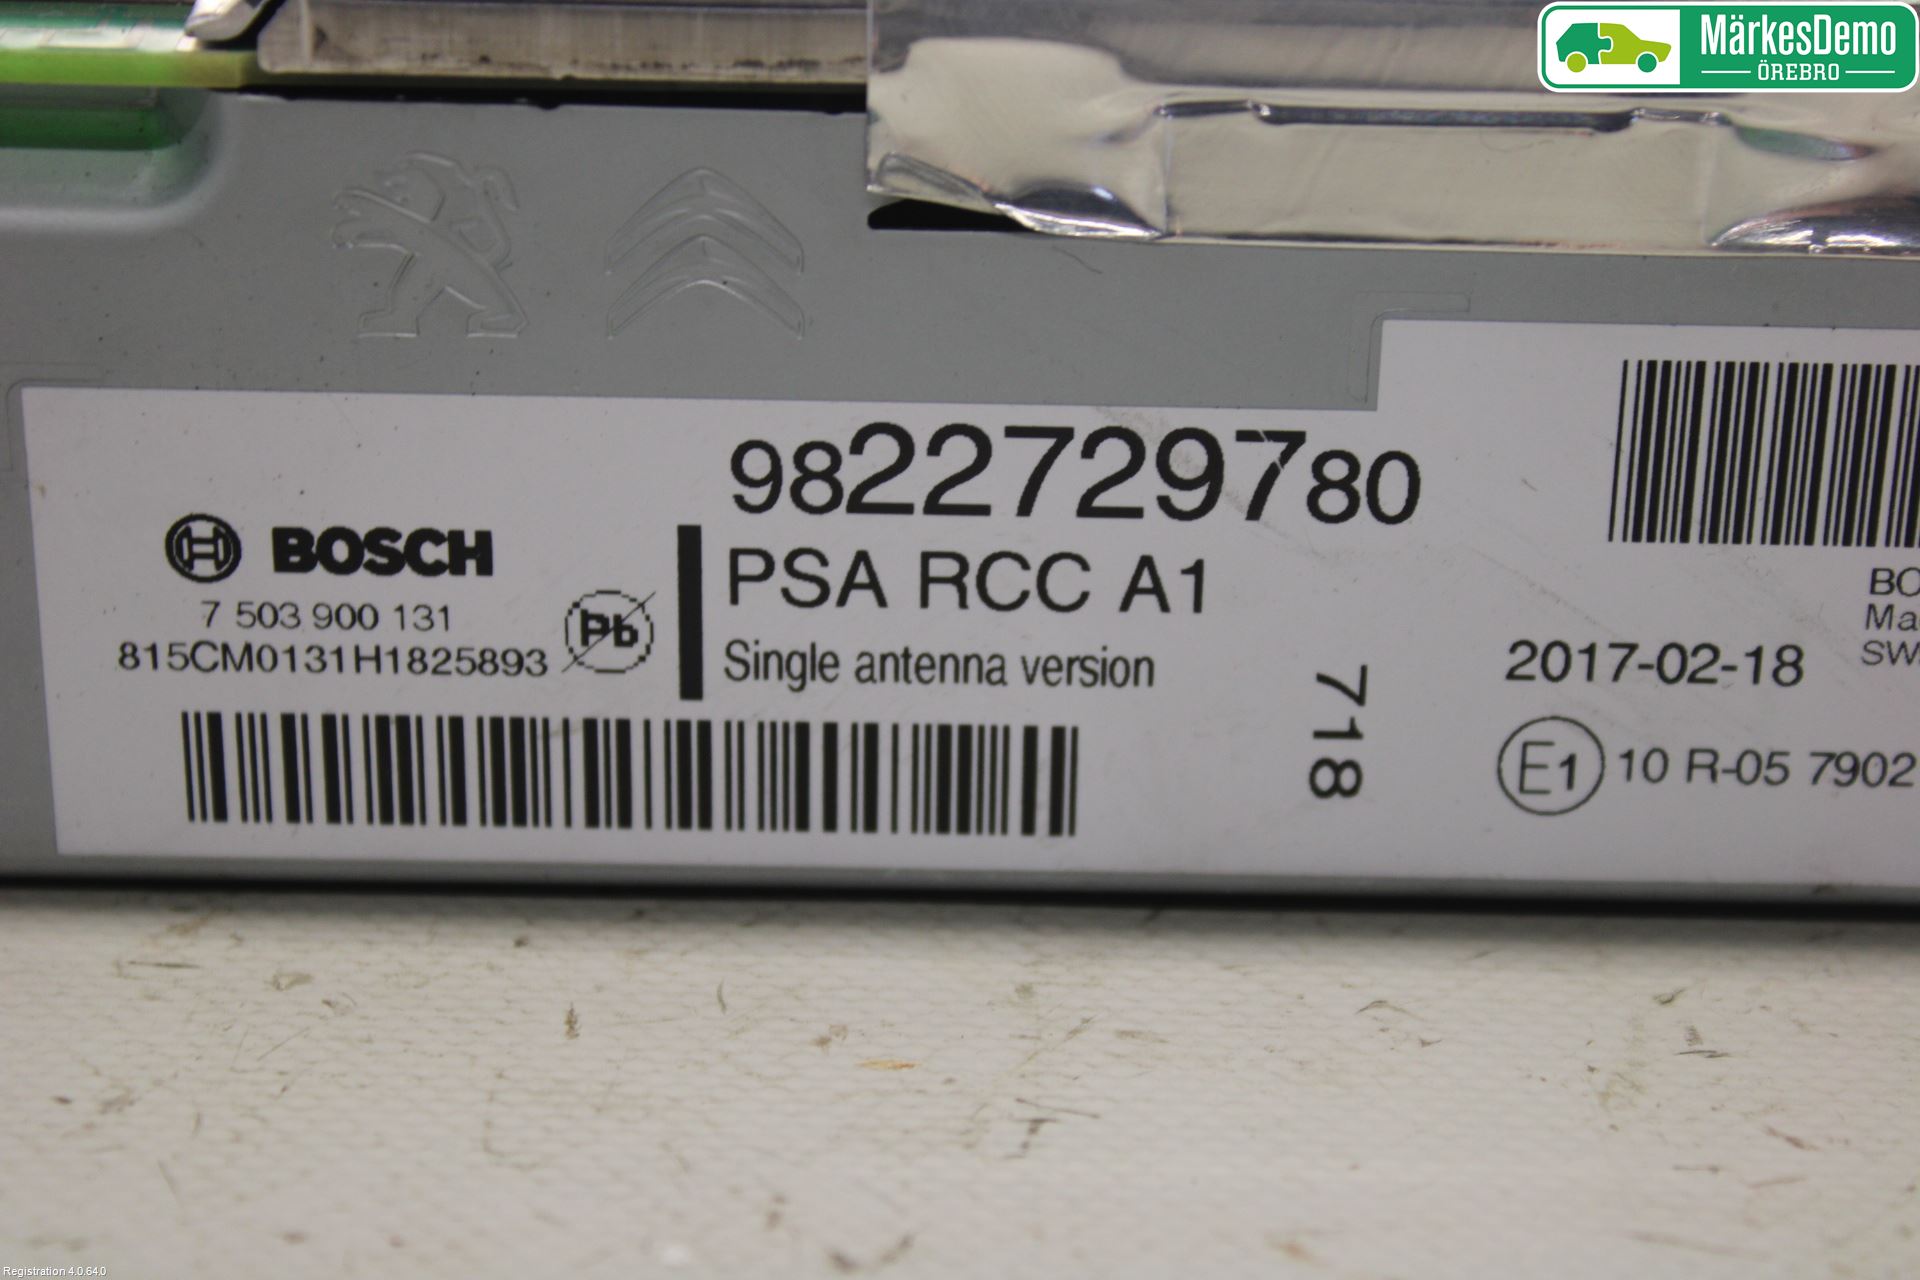 MärkesDemo
ÖREBRO
9822729780
BOSCH
7 503 900 131
815CM0131H1825893
Pb
PSA RCC A1
Single antenna version
718
2017-02-18
E1 10 R-05 7902
Registration 4.0.64.0